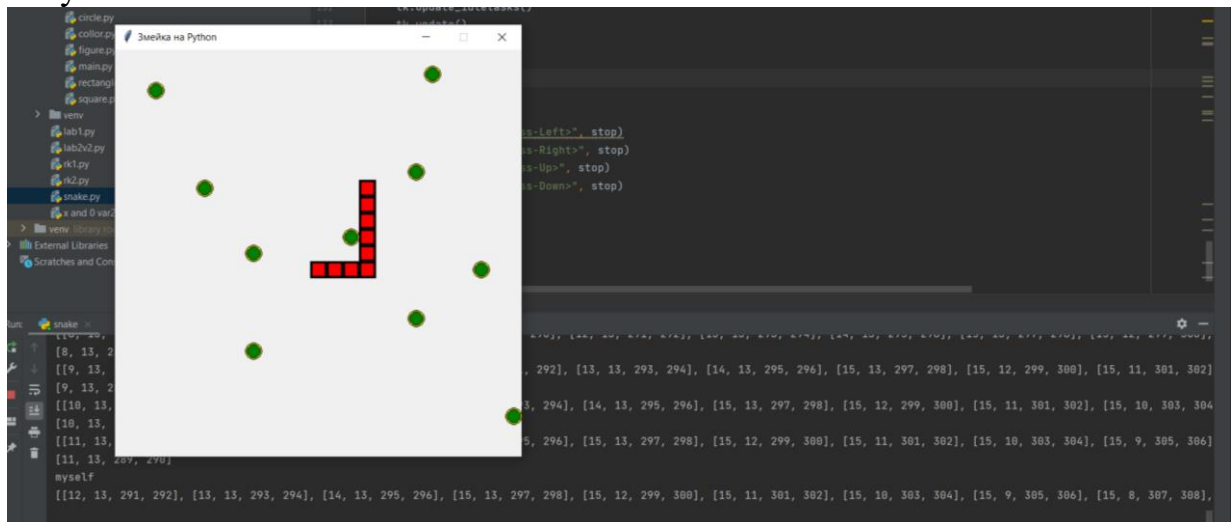 circle.py
collor.py
figure.py
main.py
rectangl
square.p
venv
lab1.py
lab2v2.py
rk1.py
rk2.py
snake.py
x and 0 var2
venv library ro
External Libraries
Scratches and Con
Змейка на Python
tk.update_idletasks()
tk.update()
ss-Left>", stop)
ss-Right>", stop)
ss-Up>", stop)
ss-Down>", stop)
Run: snake
[8, 13, 2
[[9, 13, , 292], [13, 13, 293, 294], [14, 13, 295, 296], [15, 13, 297, 298], [15, 12, 299, 300], [15, 11, 301, 302]
[9, 13, 2
[[10, 13, 3, 294], [14, 13, 295, 296], [15, 13, 297, 298], [15, 12, 299, 300], [15, 11, 301, 302], [15, 10, 303, 304
[10, 13,
[[11, 13, 95, 296], [15, 13, 297, 298], [15, 12, 299, 300], [15, 11, 301, 302], [15, 10, 303, 304], [15, 9, 305, 306]
[11, 13, 289, 290]
myself
[[12, 13, 291, 292], [13, 13, 293, 294], [14, 13, 295, 296], [15, 13, 297, 298], [15, 12, 299, 300], [15, 11, 301, 302], [15, 10, 303, 304], [15, 9, 305, 306], [15, 8, 307, 308],